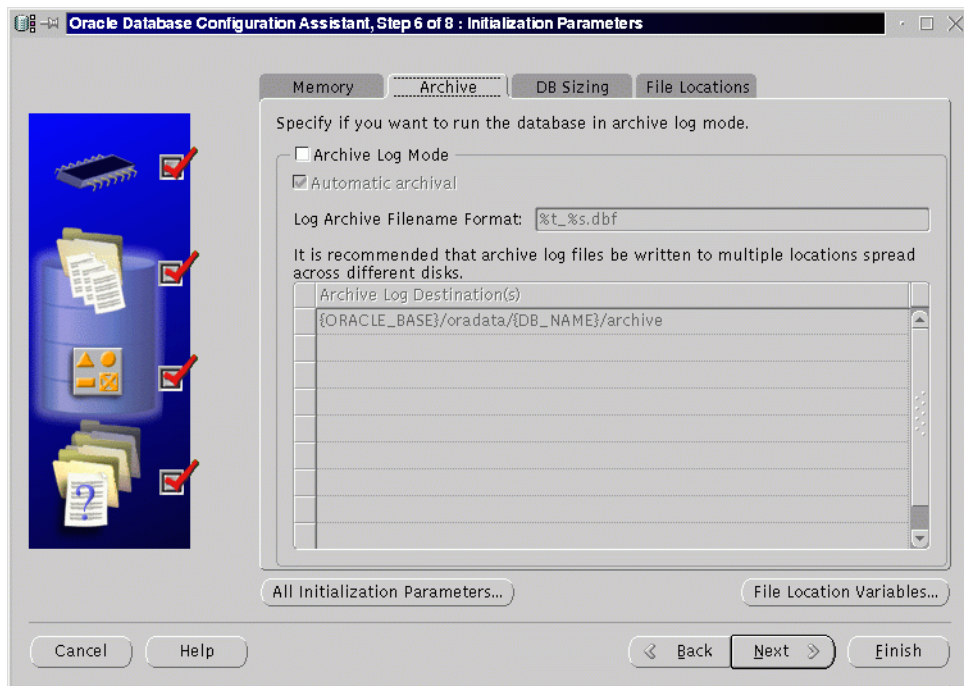 Oracle Database Configuration Assistant, Step 6 of 8 : Initialization Parameters
Memory Archive DB Sizing File Locations
Specify if you want to run the database in archive log mode.
Archive Log Mode
Automatic archival
Log Archive Filename Format: %t_%s.dbf
It is recommended that archive log files be written to multiple locations spread
across different disks.
Archive Log Destination(s)
{ORACLE_BASE}/oradata/{DB_NAME}/archive
?
All Initialization Parameters... File Location Variables...
Cancel Help Back Next Finish